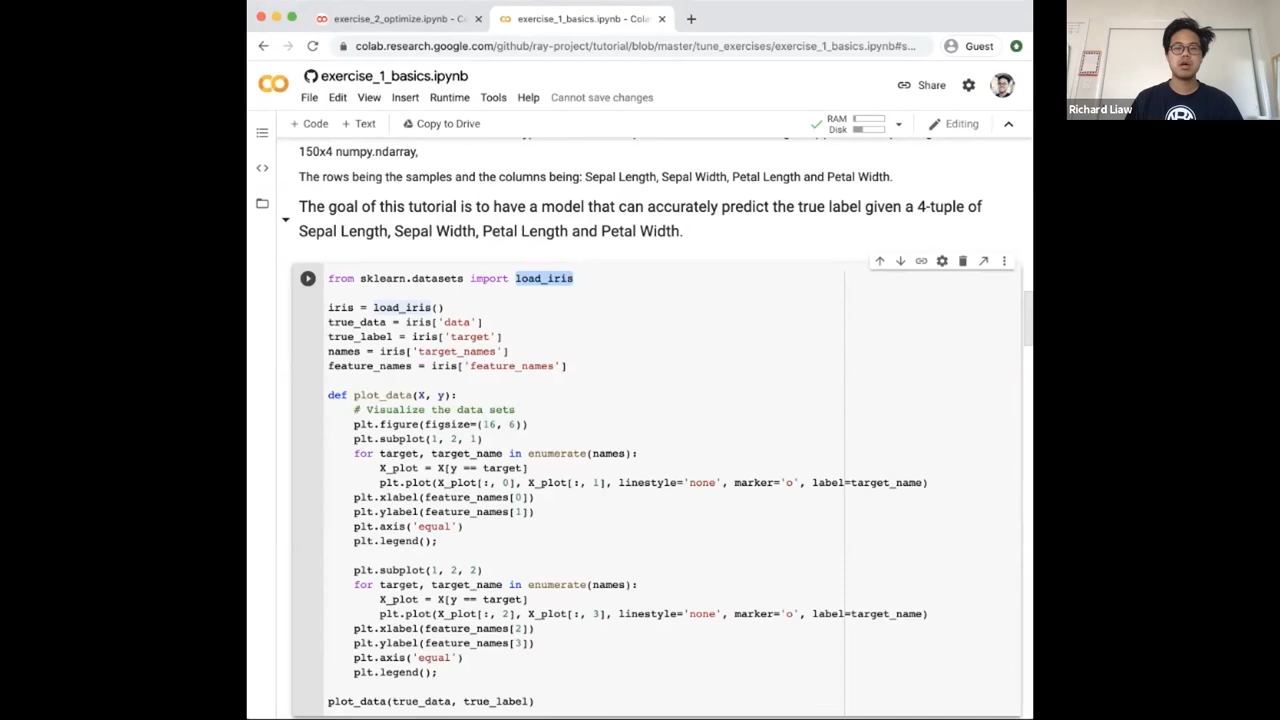 exercise_2_optimize.ipynb - Co
exercise_1_basics.ipynb - Colab
colab.research.google.com/github/ray-project/tutorial/blob/master/tune_exercises/exercise_1_basics.ipynb#s...
Guest
exercise_1_basics.ipynb
File Edit View Insert Runtime Tools Help Cannot save changes
Share
+ Code + Text Copy to Drive
RAM
Disk
Editing
150x4 numpy.ndarray,
The rows being the samples and the columns being: Sepal Length, Sepal Width, Petal Length and Petal Width.
The goal of this tutorial is to have a model that can accurately predict the true label given a 4-tuple of
Sepal Length, Sepal Width, Petal Length and Petal Width.
from sklearn.datasets import load_iris
iris = load_iris()
true_data = iris['data']
true_label = iris['target']
names = iris['target_names']
feature_names = iris['feature_names']
def plot_data(X, y):
# Visualize the data sets
plt.figure(figsize=(16, 6))
plt.subplot(1, 2, 1)
for target, target_name in enumerate(names):
X_plot = X[y == target]
plt.plot(X_plot[:, 0], X_plot[:, 1], linestyle='none', marker='o', label=target_name)
plt.xlabel(feature_names[0])
plt.ylabel(feature_names[1])
plt.axis('equal')
plt.legend();
plt.subplot(1, 2, 2)
for target, target_name in enumerate(names):
X_plot = X[y == target]
plt.plot(X_plot[:, 2], X_plot[:, 3], linestyle='none', marker='o', label=target_name)
plt.xlabel(feature_names[2])
plt.ylabel(feature_names[3])
plt.axis('equal')
plt.legend();
plot_data(true_data, true_label)
Richard Liaw